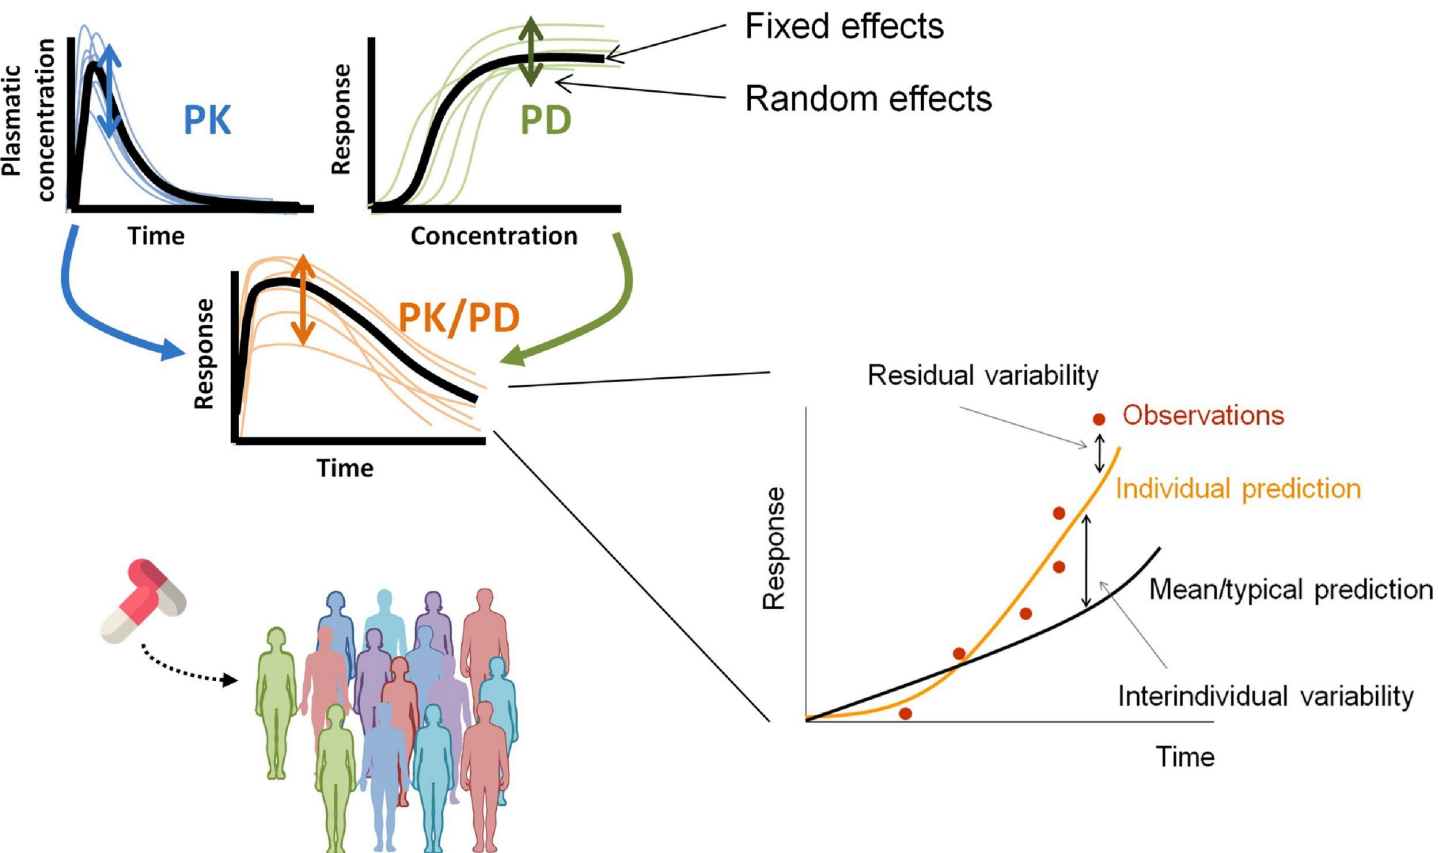 Fixed effects
Random effects
Plasmatic
concentration
PK
Time
Response
PD
Concentration
Response
PK/PD
Time
Residual variability
Observations
Individual prediction
Response
Mean/typical prediction
Interindividual variability
Time